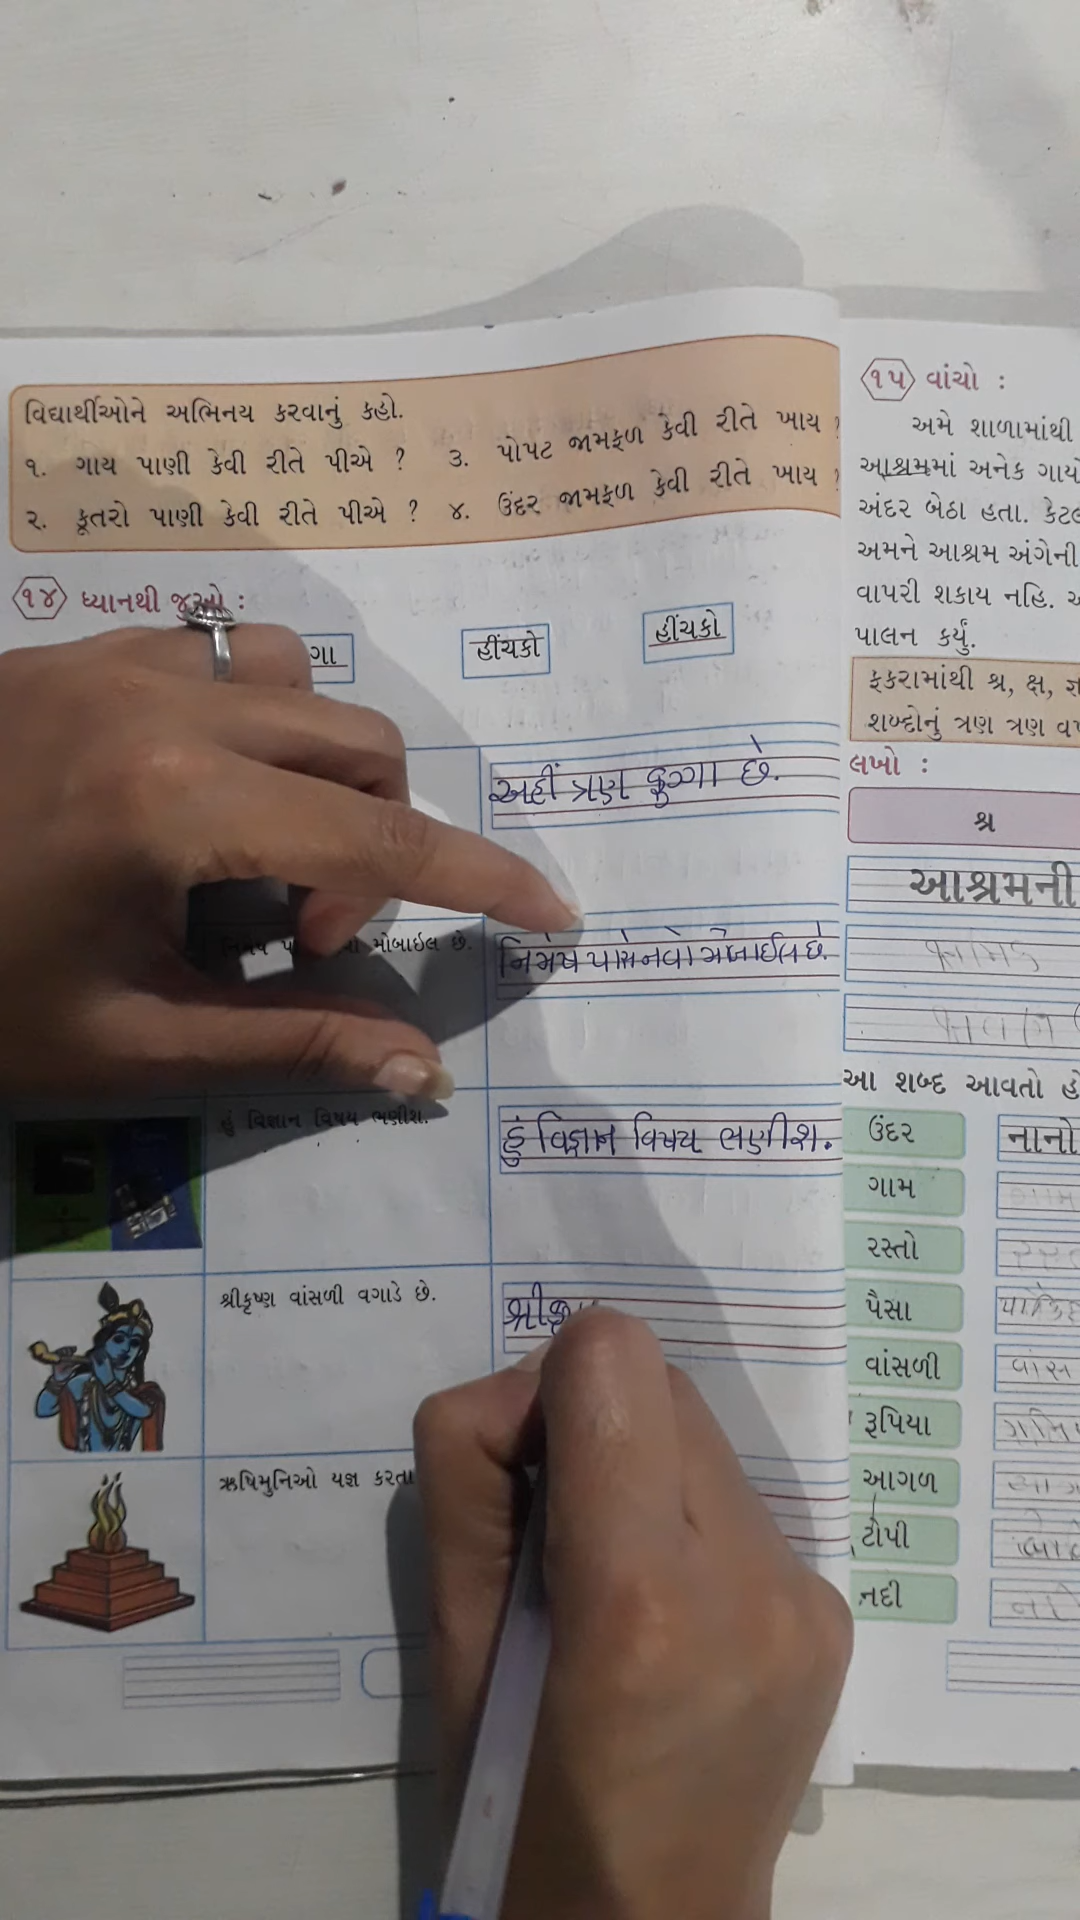 વિદ્યાર્થીઓને અભિનય કરવાનું કહો.
૧. ગાય પાણી કેવી રીતે પીએ ? ૩. પોપટ જામફળ કેવી રીતે ખાય ?
૨. કૂતરો પાણી કેવી રીતે પીએ ? ૪. ઉંદર જામફળ કેવી રીતે ખાય ?
૧૪ ધ્યાનથી જુઓ :
ગા હીંચકો હીંચકો
અહીં ત્રણ ફુગ્ગા છે.
નિમેષ મોબાઈલ છે. નિમેષ પાસે નવો મોબાઈલ છે.
હું વિજ્ઞાન વિષય ભણીશ. હું વિજ્ઞાન વિષય ભણીશ.
શ્રીકૃષ્ણ વાંસળી વગાડે છે. શ્રીકૃ
ઋષિમુનિઓ યજ્ઞ કરતા
૧૫ વાંચો :
અમે શાળામાંથી
આશ્રમમાં અનેક ગાયો
અંદર બેઠા હતા.
અમને આશ્રમ અંગેની
વાપરી શકાય નહિ.
પાલન કર્યું.
ફકરામાંથી શ્ર, ક્ષ, જ્ઞ
શબ્દોનું ત્રણ ત્રણ
લખો :
શ્ર
આશ્રમની
આ શબ્દ આવતો
ઉંદર નાનો
ગામ
રસ્તો
પૈસા
વાંસળી વાંસ
રૂપિયા
આગળ
ટોપી
નદી